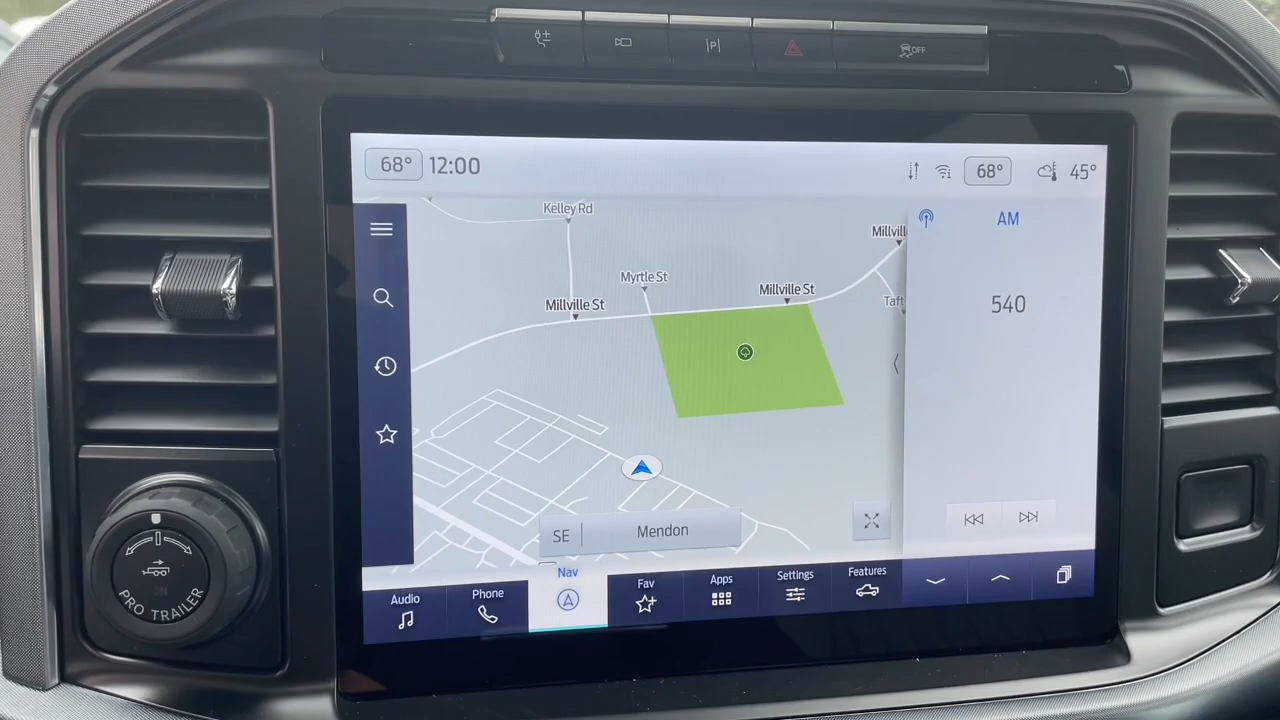 P
OFF
68° 12:00
68°
45°
Kelley Rd
Millvill
AM
Myrtle St
Millville St
Millville St
Taft
540
SE
Mendon
Audio
Phone
Nav
Fav
Apps
Settings
Features
PRO TRAILER